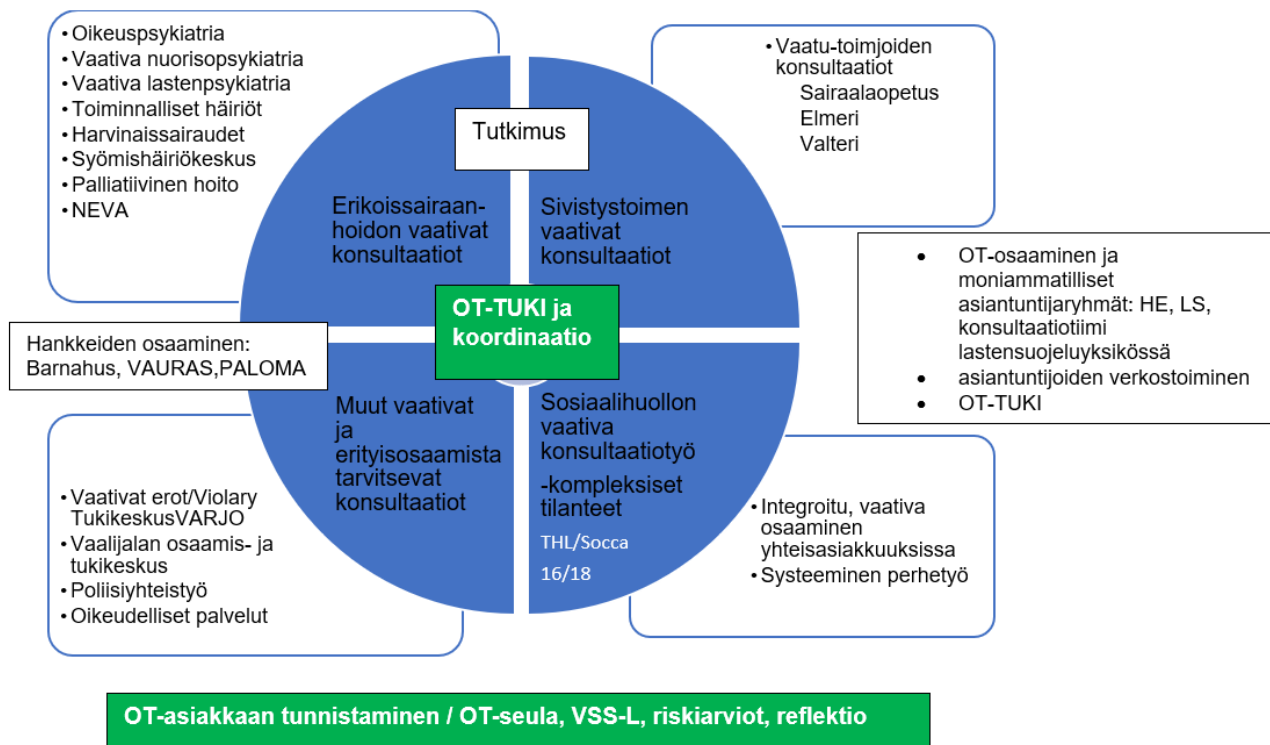 • Oikeuspsykiatria
• Vaativa nuorisopsykiatria
• Vaativa lastenpsykiatria
• Toiminnalliset häiriöt
• Harvinaissairaudet
• Syömishäiriökeskus
• Palliatiivinen hoito
• NEVA
Tutkimus
• Vaatu-toimjoiden
konsultaatiot
Sairaalaopetus
Elmeri
Valteri
Erikoissairaan-
hoidon vaativat
konsultaatiot
Sivistystoimen
vaativat
konsultaatiot
• OT-osaaminen ja
moniammatilliset
asiantuntijaryhmät: HE, LS,
konsultaatiotiimi
lastensuojeluyksikössä
• asiantuntijoiden verkostoiminen
• OT-TUKI
OT-TUKI ja
koordinaatio
Hankkeiden osaaminen:
Barnahus, VAURAS,PALOMA
Muut vaativat
ja
erityisosaamista
tarvitsevat
konsultaatiot
Sosiaalihuollon
vaativa
konsultaatiotyö
-kompleksiset
tilanteet
THL/Socca
16/18
• Vaativat erot/Violary
TukikeskusVARJO
• Vaalijalan osaamis- ja
tukikeskus
• Poliisiyhteistyö
• Oikeudelliset palvelut
• Integroitu, vaativa
osaaminen
yhteisasiakkuuksissa
• Systeeminen perhetyö
OT-asiakkaan tunnistaminen / OT-seula, VSS-L, riskiarviot, reflektio